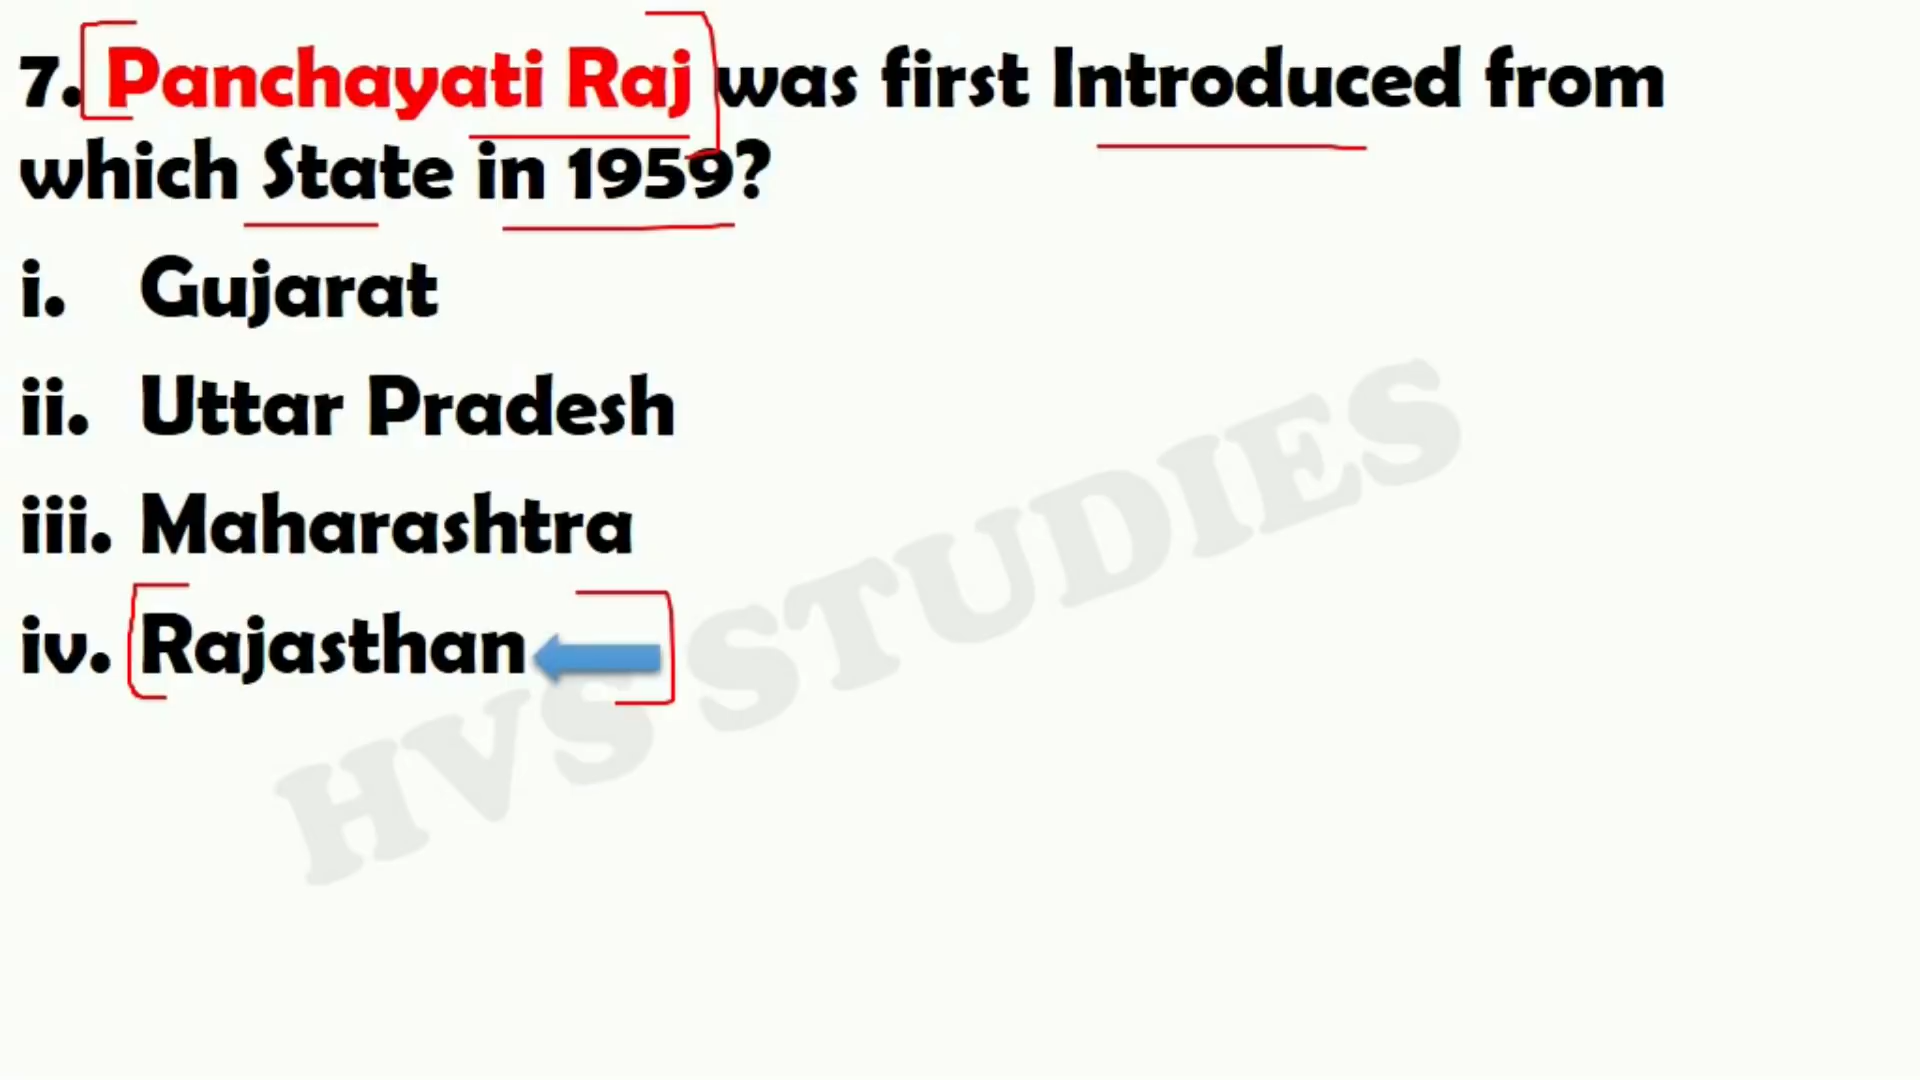 7. Panchayati Raj was first Introduced from
which State in 1959?
i. Gujarat
ii. Uttar Pradesh
iii. Maharashtra
iv. Rajasthan
HVS STUDIES